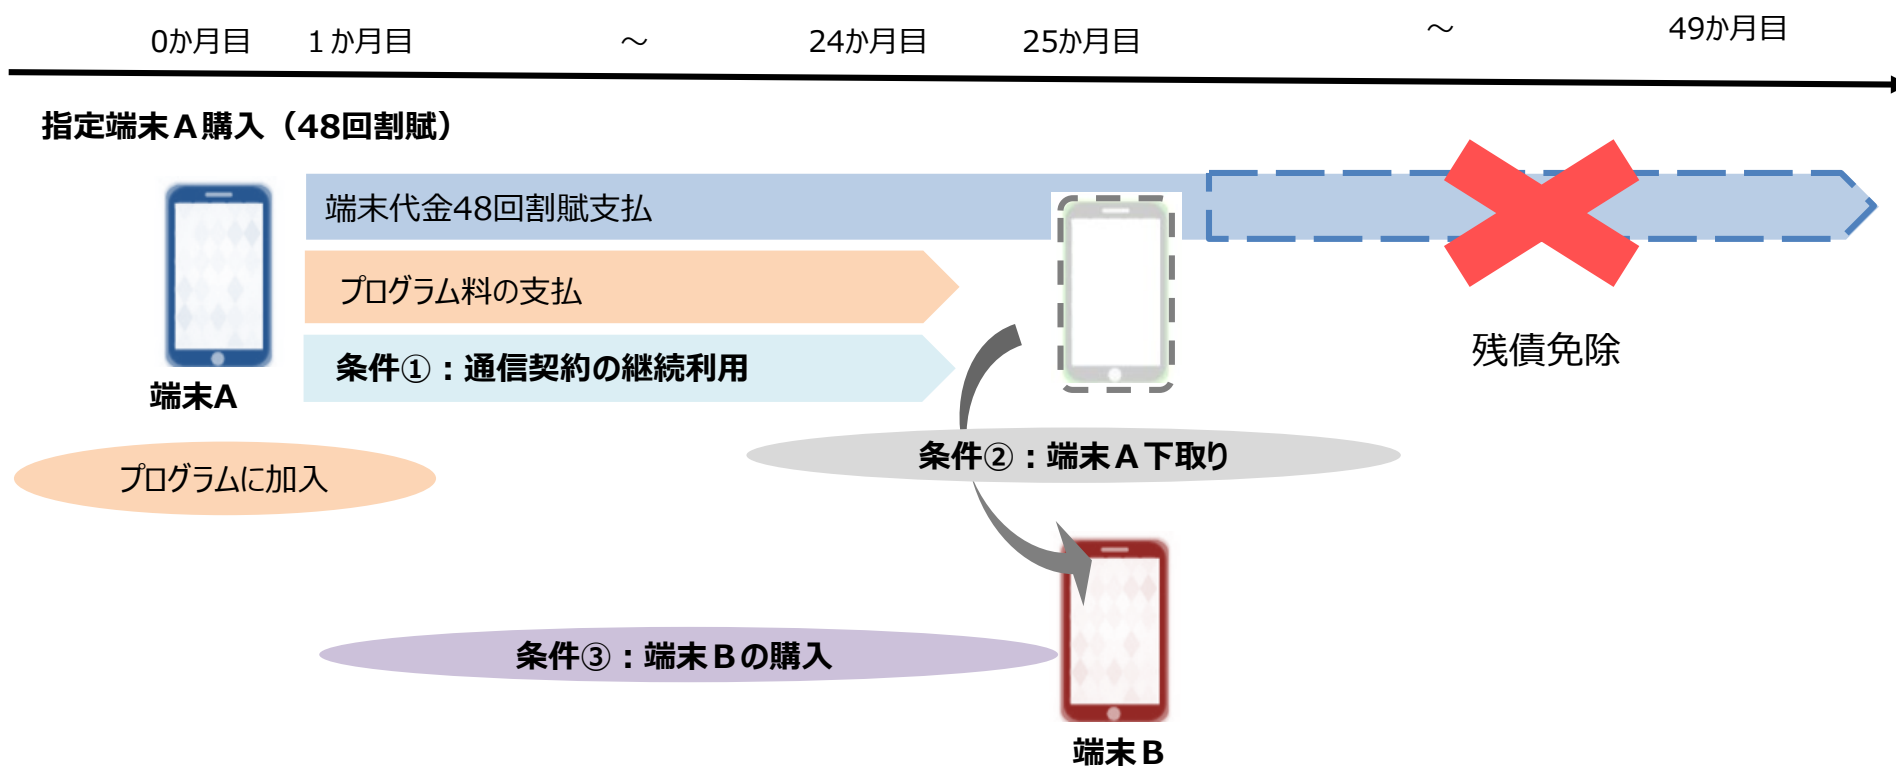 0か月目 １か月目 ～ 24か月目 25か月目 ～ 49か月目
指定端末Ａ購入（48回割賦）
端末代金48回割賦支払
プログラム料の支払
残債免除
条件①：通信契約の継続利用
端末A
条件②：端末Ａ下取り
プログラムに加入
条件③：端末Ｂの購入
端末Ｂ